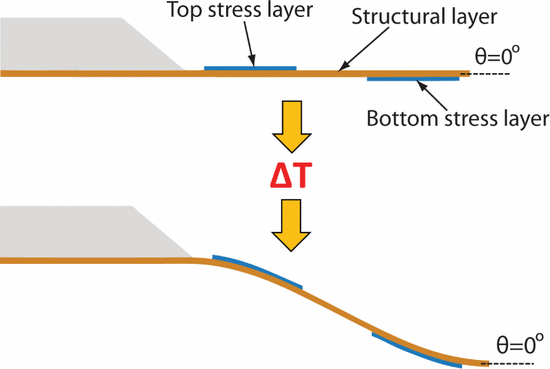 Top stress layer
Structural layer
θ=0°
Bottom stress layer
ΔT
θ=0°